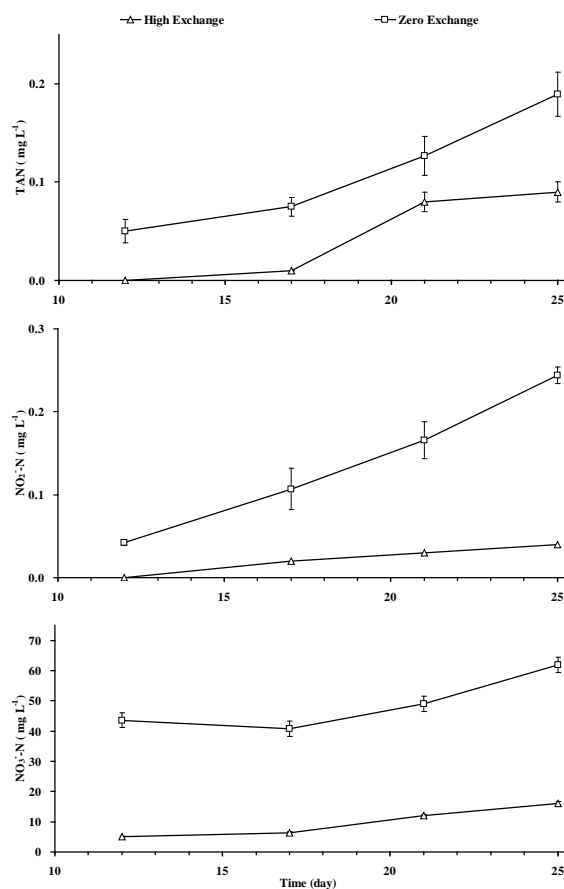 High Exchange Zero Exchange
0.2
0.1
0.0
TAN ( mg L⁻¹)
10 15 20 25
0.3
0.2
0.1
0.0
NO₂⁻-N ( mg L⁻¹)
10 15 20 25
70
60
50
40
30
20
10
0
NO₃⁻-N ( mg L⁻¹)
10 15 20 25
Time (day)